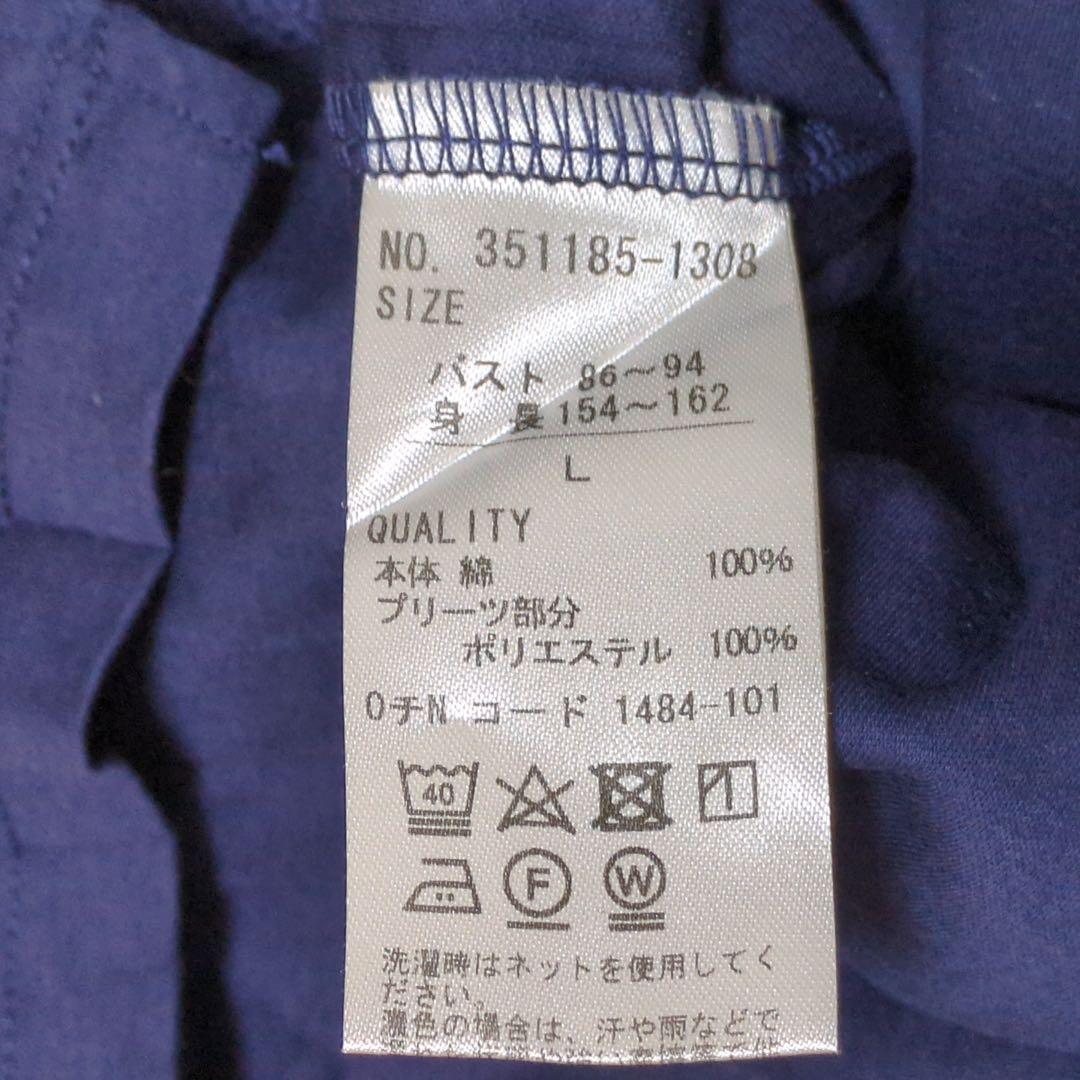 NO. 351185-1308
SIZE
バスト 86～94
身 長 154～162
L
QUALITY
本体 綿 100%
プリーツ部分
ポリエステル 100%
0チN コード 1484-101
40
F
W
洗濯時はネットを使用してく
ださい。
濃色の場合は、汗や雨などで